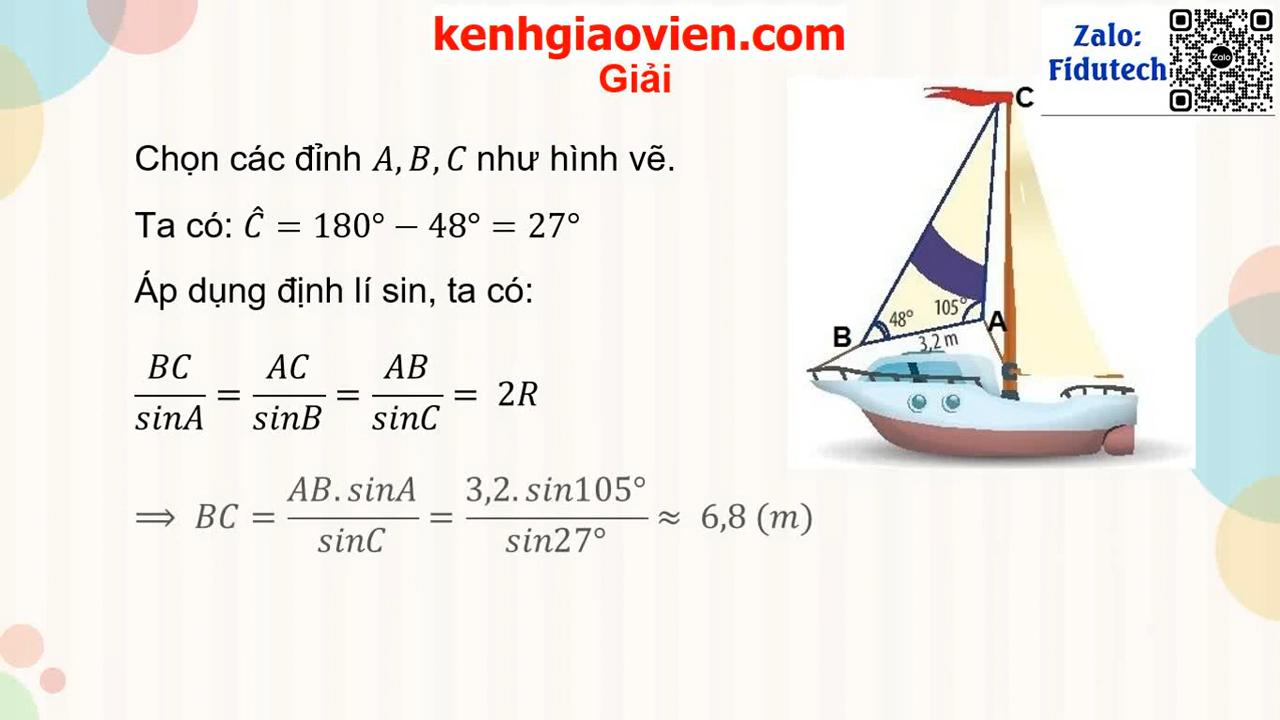 kenhgiaovien.com
Zalo:
Fidutech
Zalo
Giải
Chọn các đỉnh A, B, C như hình vẽ.
Ta có: Ĉ = 180° − 48° = 27°
Áp dụng định lí sin, ta có:
BC/sinA = AC/sinB = AB/sinC = 2R
⟹ BC = AB.sinA/sinC = 3,2.sin105°/sin27° ≈ 6,8 (m)
C
105°
48°
A
B
3,2 m